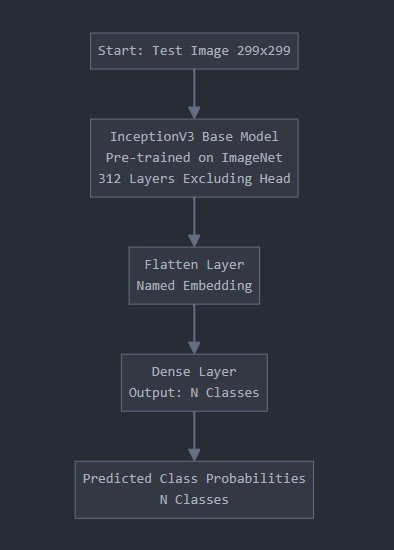 Start: Test Image 299x299
InceptionV3 Base Model
Pre-trained on ImageNet
312 Layers Excluding Head
Flatten Layer
Named Embedding
Dense Layer
Output: N Classes
Predicted Class Probabilities
N Classes